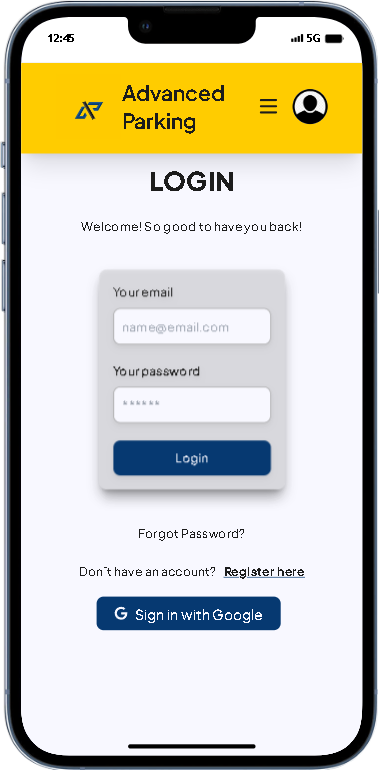 12:45
5G
Advanced
Parking
LOGIN
Welcome! So good to have you back!
Your email
name@email.com
Your password
******
Login
Forgot Password?
Don't have an account? Register here
G Sign in with Google